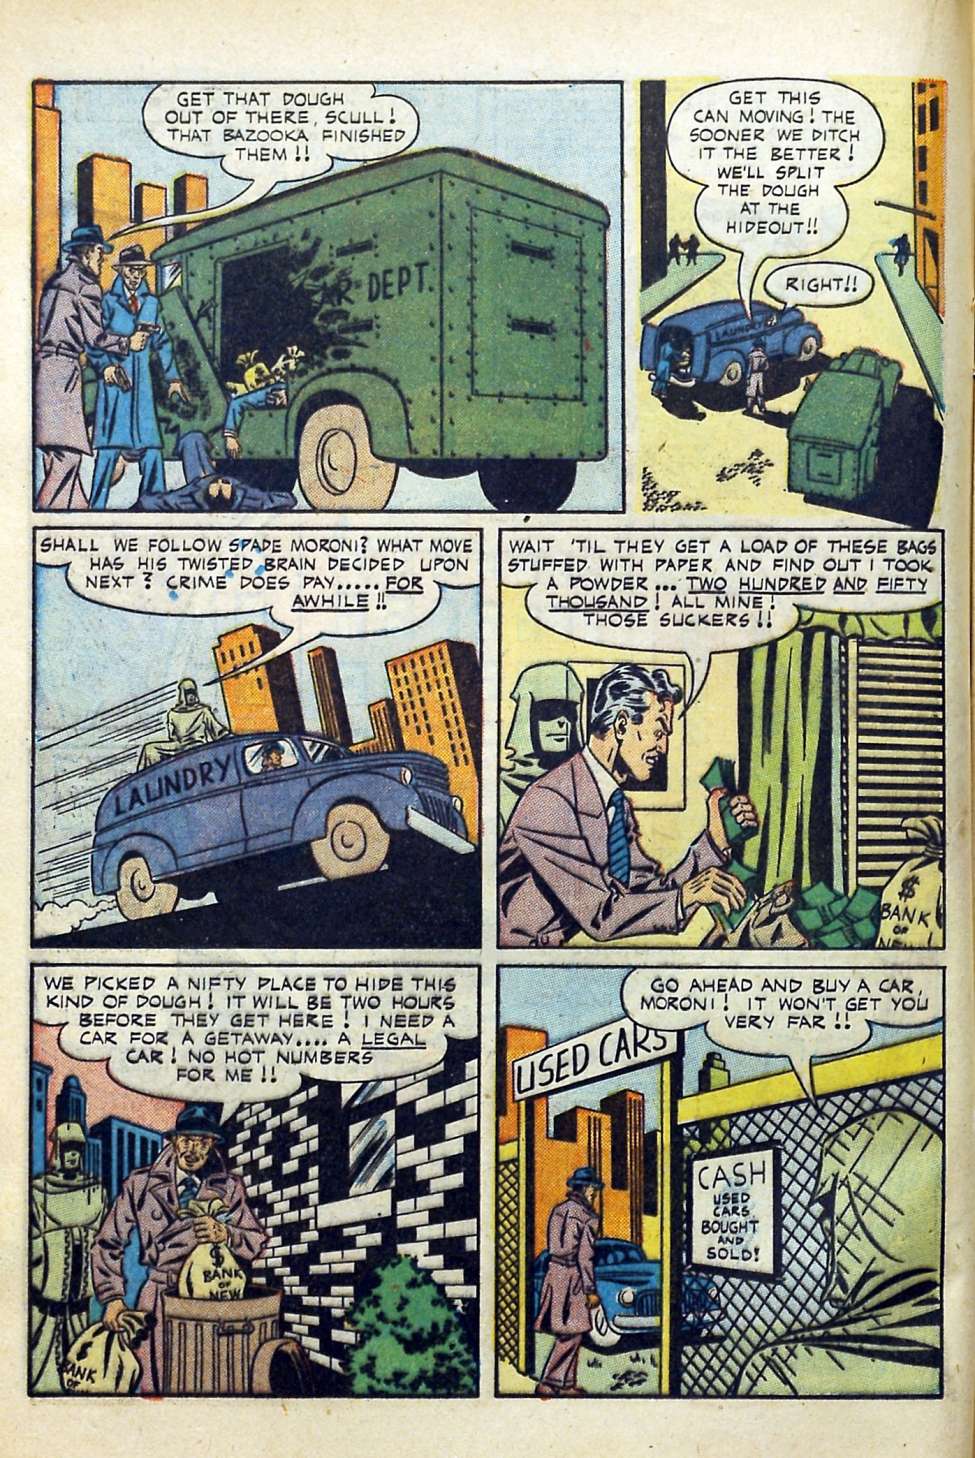 GET THAT DOUGH
OUT OF THERE, SCULL!
THAT BAZOOKA FINISHED
THEM!!
AR DEPT.
GET THIS
CAN MOVING! THE
SOONER WE DITCH
IT THE BETTER!
WE'LL SPLIT
THE DOUGH
AT THE
HIDEOUT!!
RIGHT!!
LAUNDRY
SHALL WE FOLLOW SPADE MORONI? WHAT MOVE
HAS HIS TWISTED BRAIN DECIDED UPON
NEXT? CRIME DOES PAY..... FOR
AWHILE!!
LAUNDRY
WAIT 'TIL THEY GET A LOAD OF THESE BAGS
STUFFED WITH PAPER AND FIND OUT I TOOK
A POWDER... TWO HUNDRED AND FIFTY
THOUSAND! ALL MINE!
THOSE SUCKERS!!
$
BANK
OF
NEW
WE PICKED A NIFTY PLACE TO HIDE THIS
KIND OF DOUGH! IT WILL BE TWO HOURS
BEFORE THEY GET HERE! I NEED A
CAR FOR A GETAWAY.... A LEGAL
CAR! NO HOT NUMBERS
FOR ME!!
$
BANK
OF
NEW
BANK
OF
GO AHEAD AND BUY A CAR,
MORONI! IT WON'T GET YOU
VERY FAR!!
USED CARS
CASH
USED
CARS
BOUGHT
AND
SOLD!